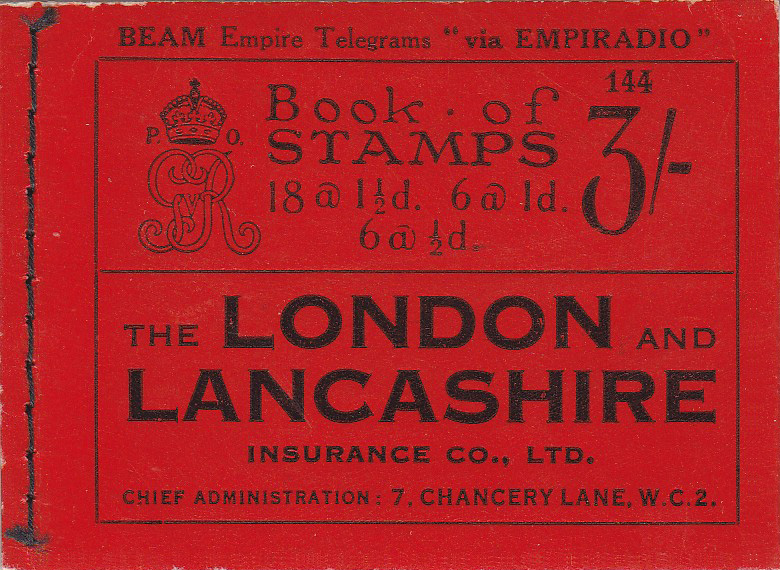 BEAM Empire Telegrams "via EMPIRADIO"
144
P. O.
GRV
Book · of
STAMPS
3/-
18 @ 1½d. 6 @ 1d.
6 @ ½d.
THE LONDON AND
LANCASHIRE
INSURANCE CO., LTD.
CHIEF ADMINISTRATION: 7, CHANCERY LANE, W.C.2.